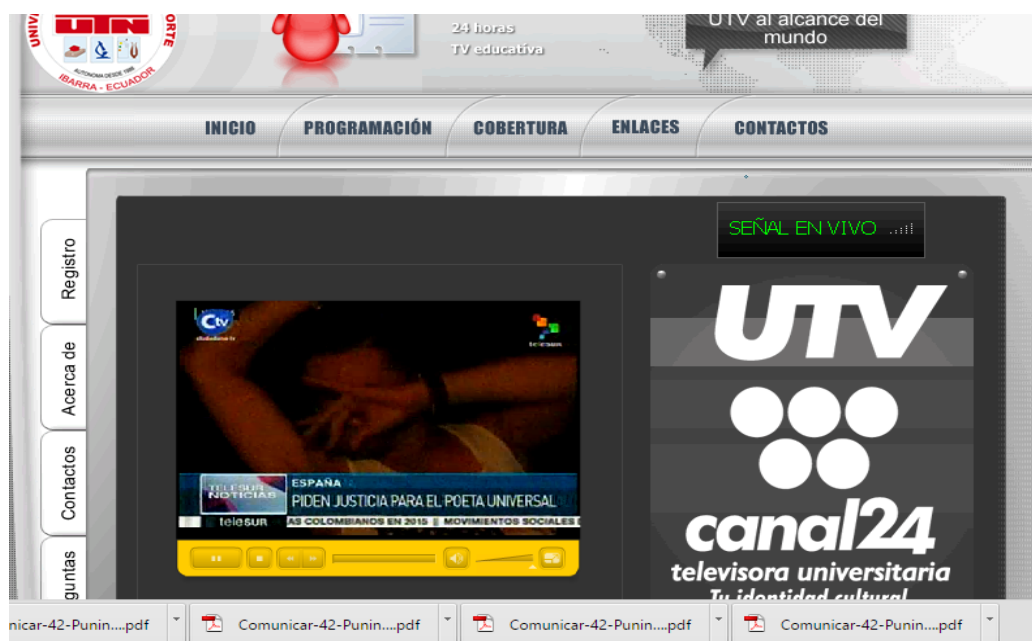 UTN
IBARRA - ECUADOR
24 horas
TV educativa
UTV al alcance del
mundo
INICIO
PROGRAMACIÓN
COBERTURA
ENLACES
CONTACTOS
Registro
Acerca de
Contactos
guntas
SEÑAL EN VIVO
Ctv
telesur
TELESUR
NOTICIAS
ESPAÑA
PIDEN JUSTICIA PARA EL POETA UNIVERSAL
telesur
AS COLOMBIANOS EN 2015 || MOVIMIENTOS SOCIALES
UTV
canal24
televisora universitaria
Tu identidad cultural
nicar-42-Punin....pdf
Comunicar-42-Punin....pdf
Comunicar-42-Punin....pdf
Comunicar-42-Punin....pdf